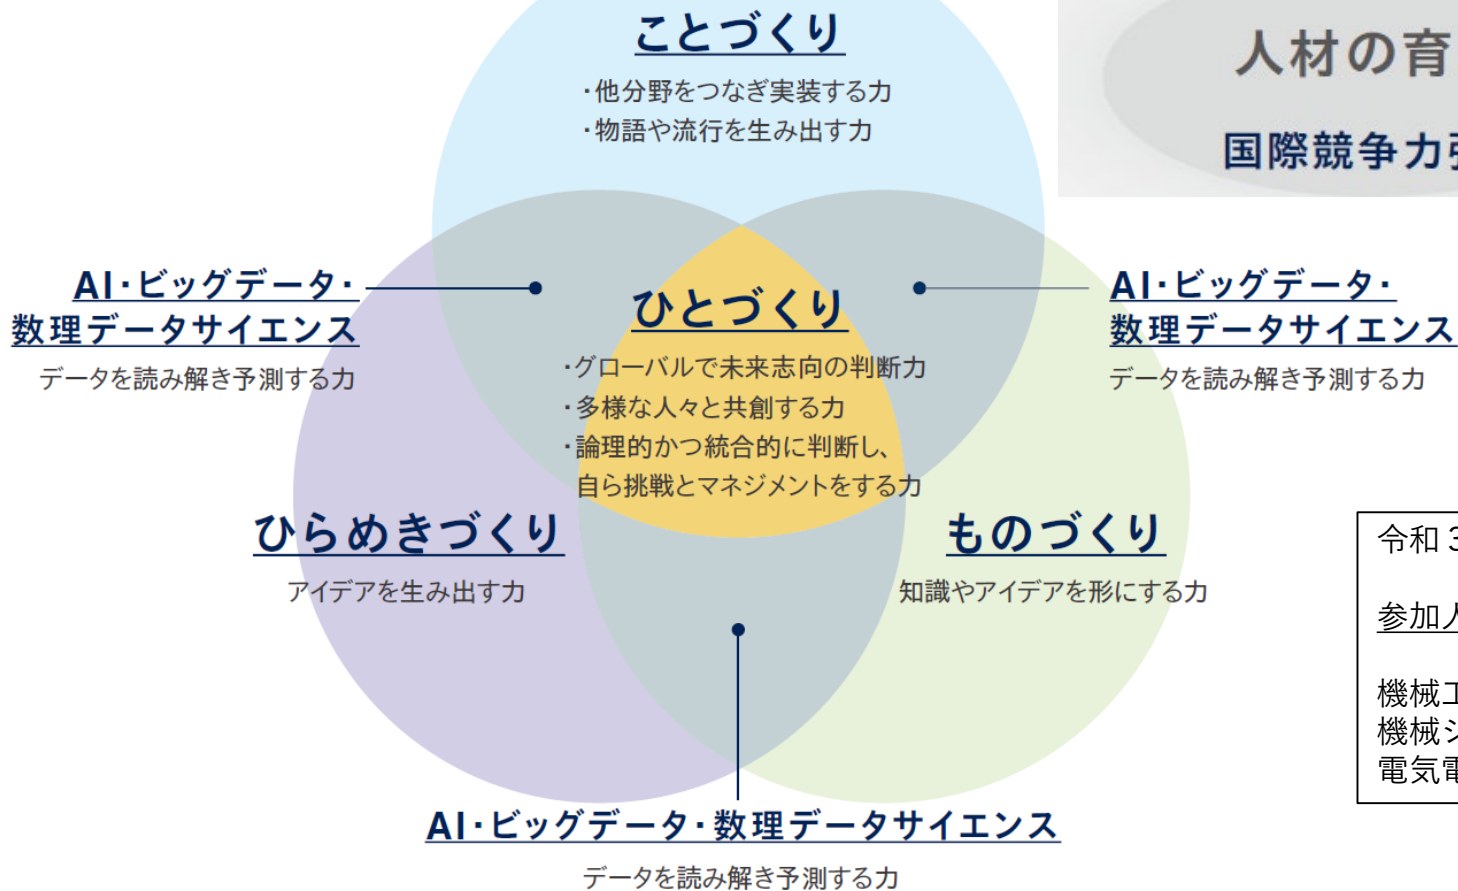 ことづくり
・他分野をつなぎ実装する力
・物語や流行を生み出す力
人材の育
国際競争力
AI・ビッグデータ・
数理データサイエンス
データを読み解き予測する力
ひとづくり
・グローバルで未来志向の判断力
・多様な人々と共創する力
・論理的かつ統合的に判断し、
自ら挑戦とマネジメントをする力
AI・ビッグデータ・
数理データサイエンス
データを読み解き予測する力
ひらめきづくり
アイデアを生み出す力
ものづくり
知識やアイデアを形にする力
令和3
参加
機械
機械
電気
AI・ビッグデータ・数理データサイエンス
データを読み解き予測する力